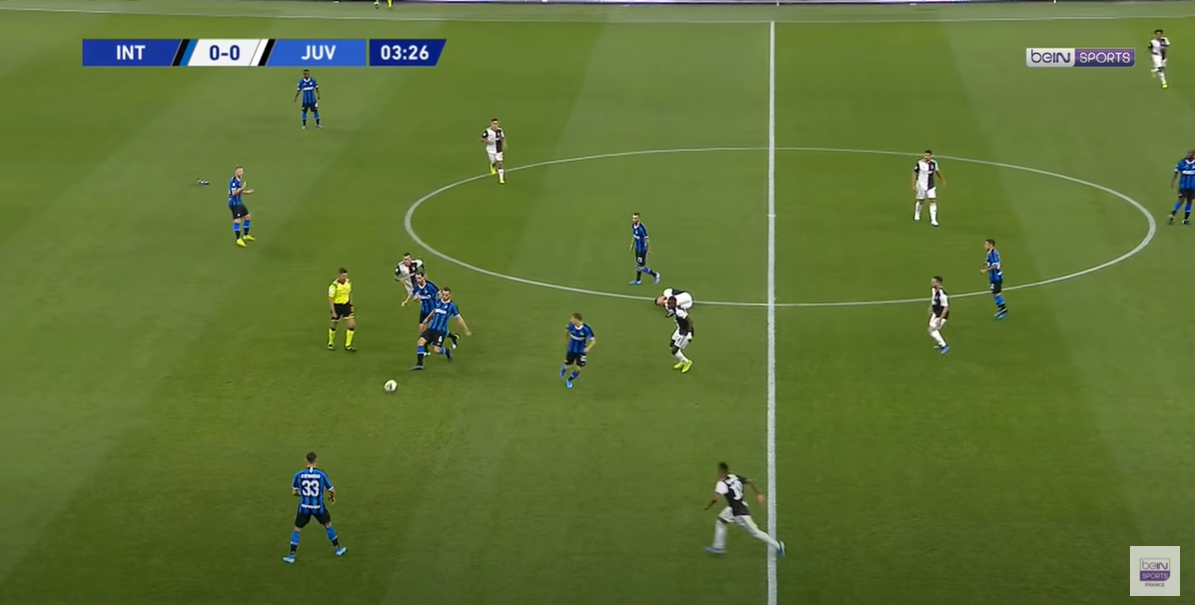 INT 0-0 JUV 03:26
beIN SPORTS
33
beIN
SPORTS
FRANCE